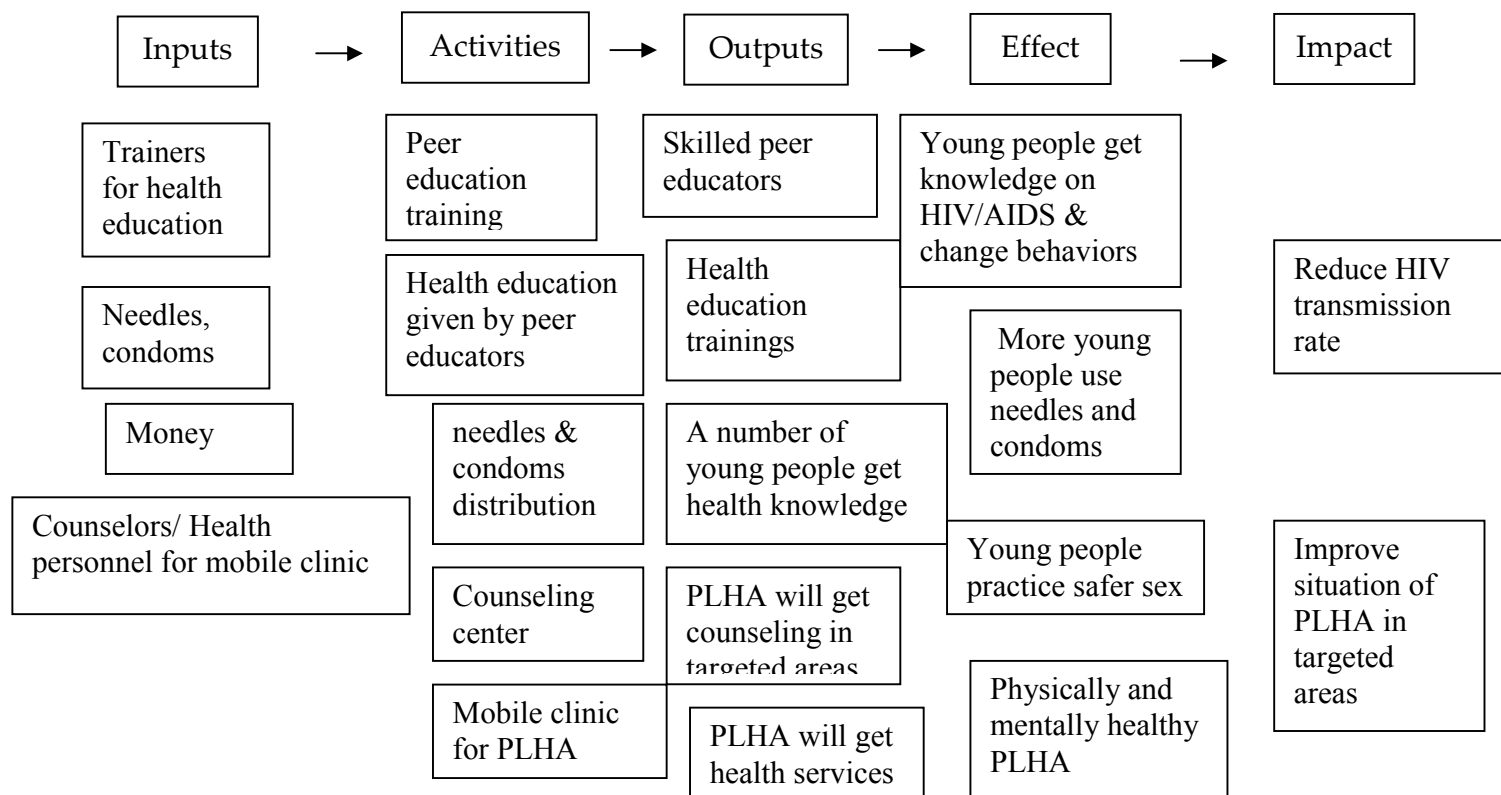 Inputs
Activities
Outputs
Effect
Impact
Trainers
for health
education
Needles,
condoms
Money
Counselors/ Health
personnel for mobile clinic
Peer
education
training
Health education
given by peer
educators
needles &
condoms
distribution
Counseling
center
Mobile clinic
for PLHA
Skilled peer
educators
Health
education
trainings
A number of
young people get
health knowledge
PLHA will get
counseling in
targeted areas
PLHA will get
health services
Young people get
knowledge on
HIV/AIDS &
change behaviors
More young
people use
needles and
condoms
Young people
practice safer sex
Physically and
mentally healthy
PLHA
Reduce HIV
transmission
rate
Improve
situation of
PLHA in
targeted
areas